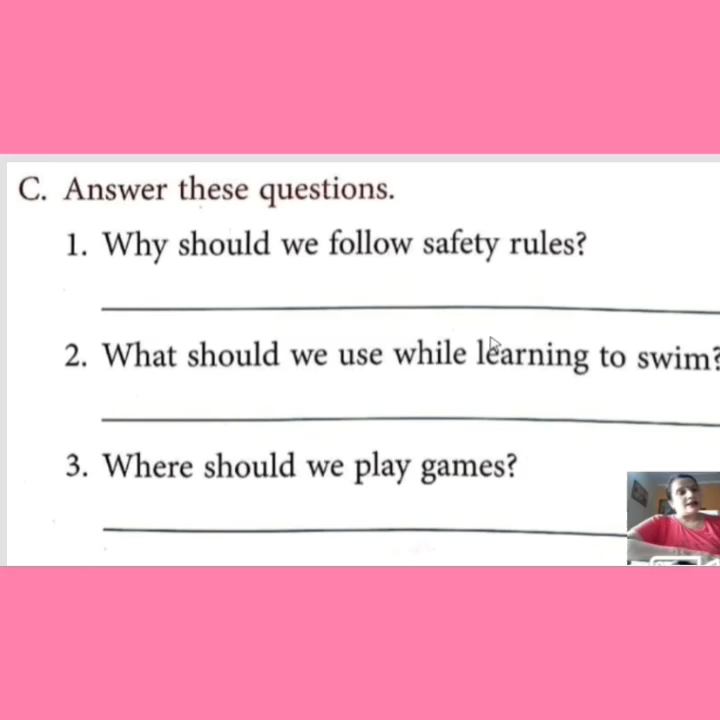 C. Answer these questions.
1. Why should we follow safety rules?
2. What should we use while learning to swim?
3. Where should we play games?